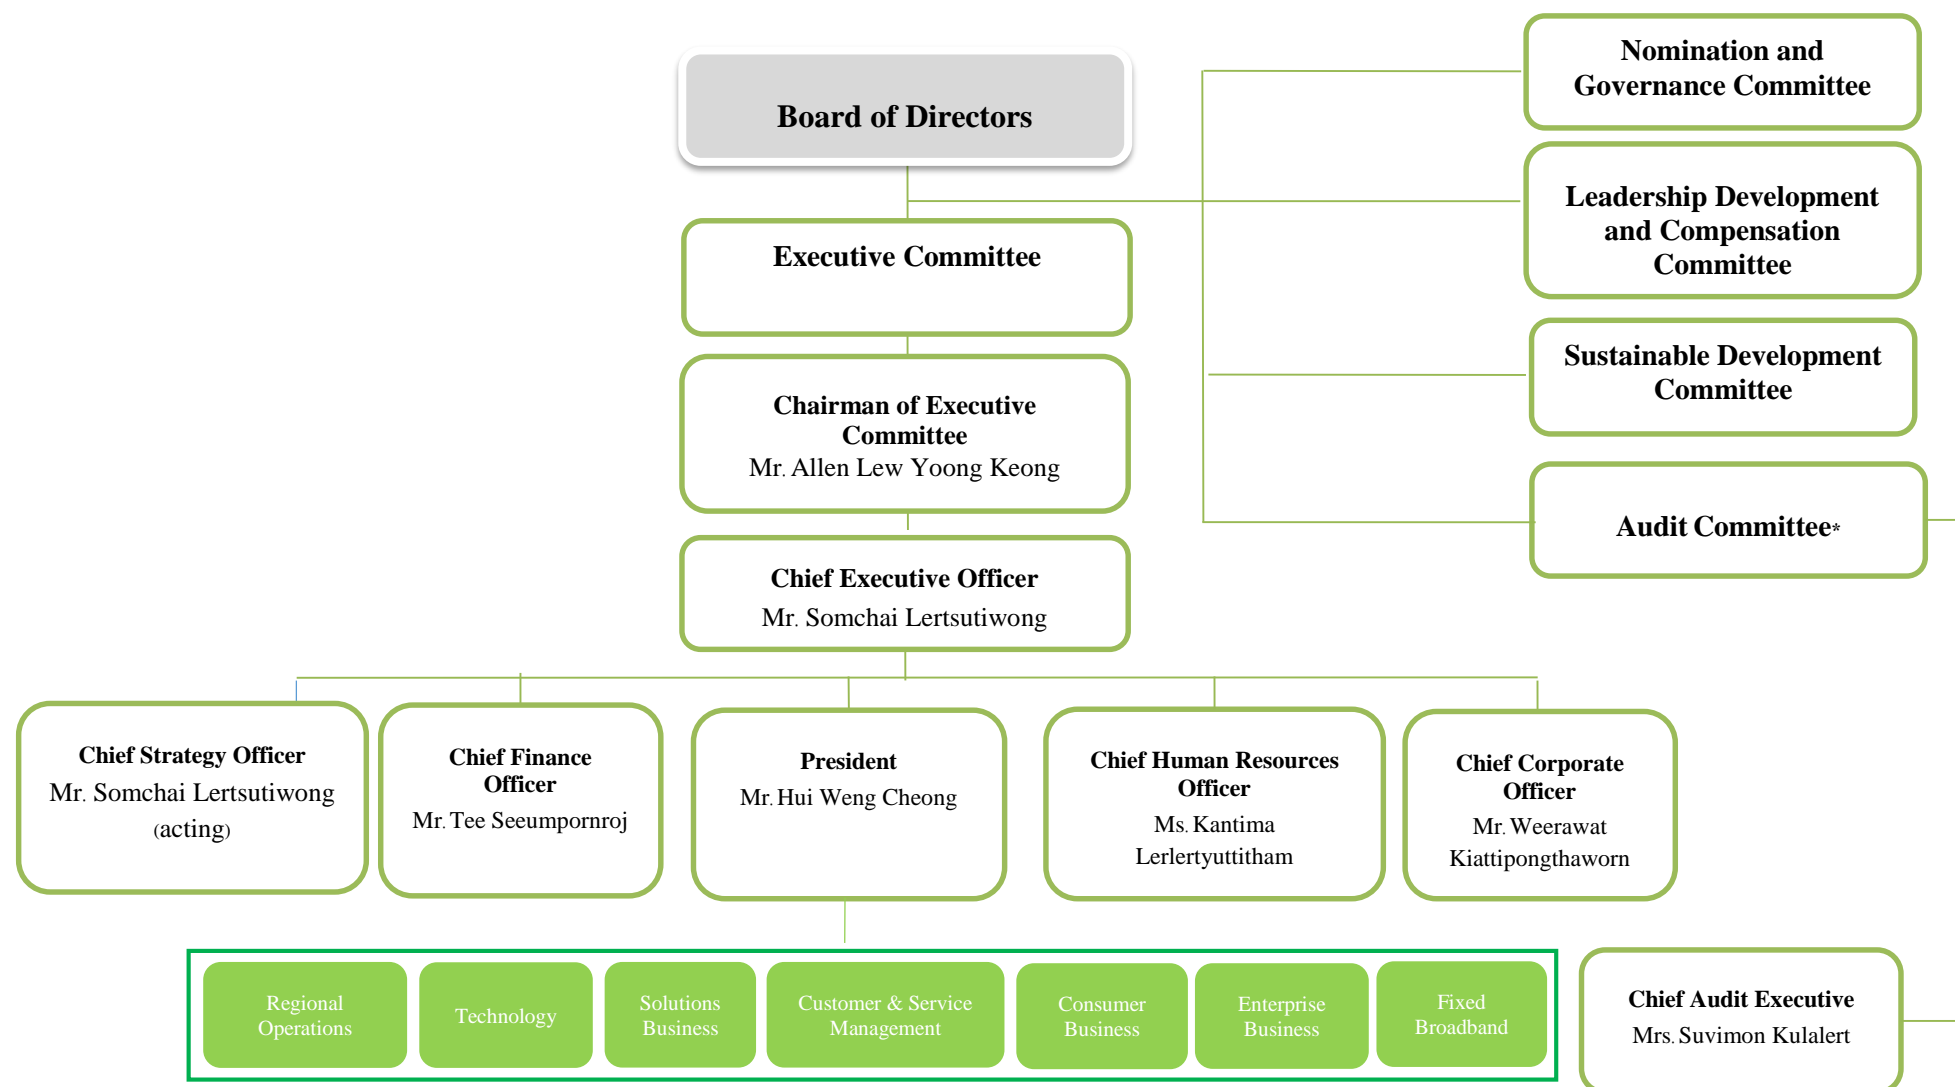 Board of Directors
Nomination and
Governance Committee
Leadership Development
and Compensation
Committee
Executive Committee
Sustainable Development
Committee
Chairman of Executive
Committee
Mr. Allen Lew Yoong Keong
Audit Committee*
Chief Executive Officer
Mr. Somchai Lertsutiwong
Chief Strategy Officer
Mr. Somchai Lertsutiwong
(acting)
Chief Finance
Officer
Mr. Tee Seeumpornroj
President
Mr. Hui Weng Cheong
Chief Human Resources
Officer
Ms. Kantima
Lerlertyuttitham
Chief Corporate
Officer
Mr. Weerawat
Kiattipongthaworn
Regional
Operations
Technology
Solutions
Business
Customer & Service
Management
Consumer
Business
Enterprise
Business
Fixed
Broadband
Chief Audit Executive
Mrs. Suvimon Kulalert